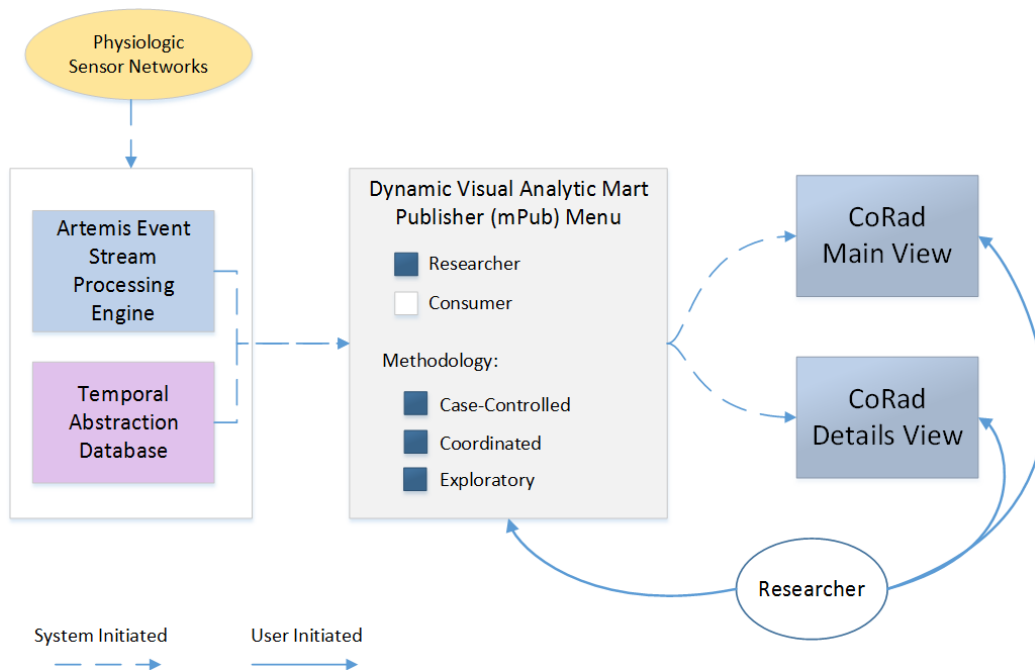 Physiologic
Sensor Networks
Artemis Event
Stream
Processing
Engine
Temporal
Abstraction
Database
Dynamic Visual Analytic Mart
Publisher (mPub) Menu
Researcher
Consumer
Methodology:
Case-Controlled
Coordinated
Exploratory
CoRad
Main View
CoRad
Details View
Researcher
System Initiated
User Initiated